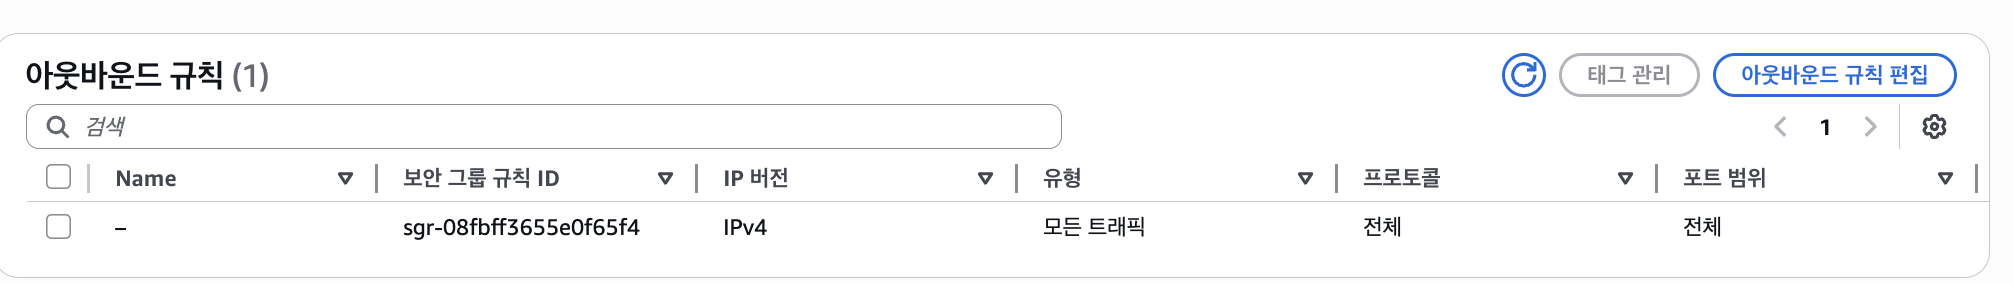 아웃바운드 규칙 (1)
태그 관리
아웃바운드 규칙 편집
검색
1
Name 보안 그룹 규칙 ID IP 버전 유형 프로토콜 포트 범위
– sgr-08fbff3655e0f65f4 IPv4 모든 트래픽 전체 전체